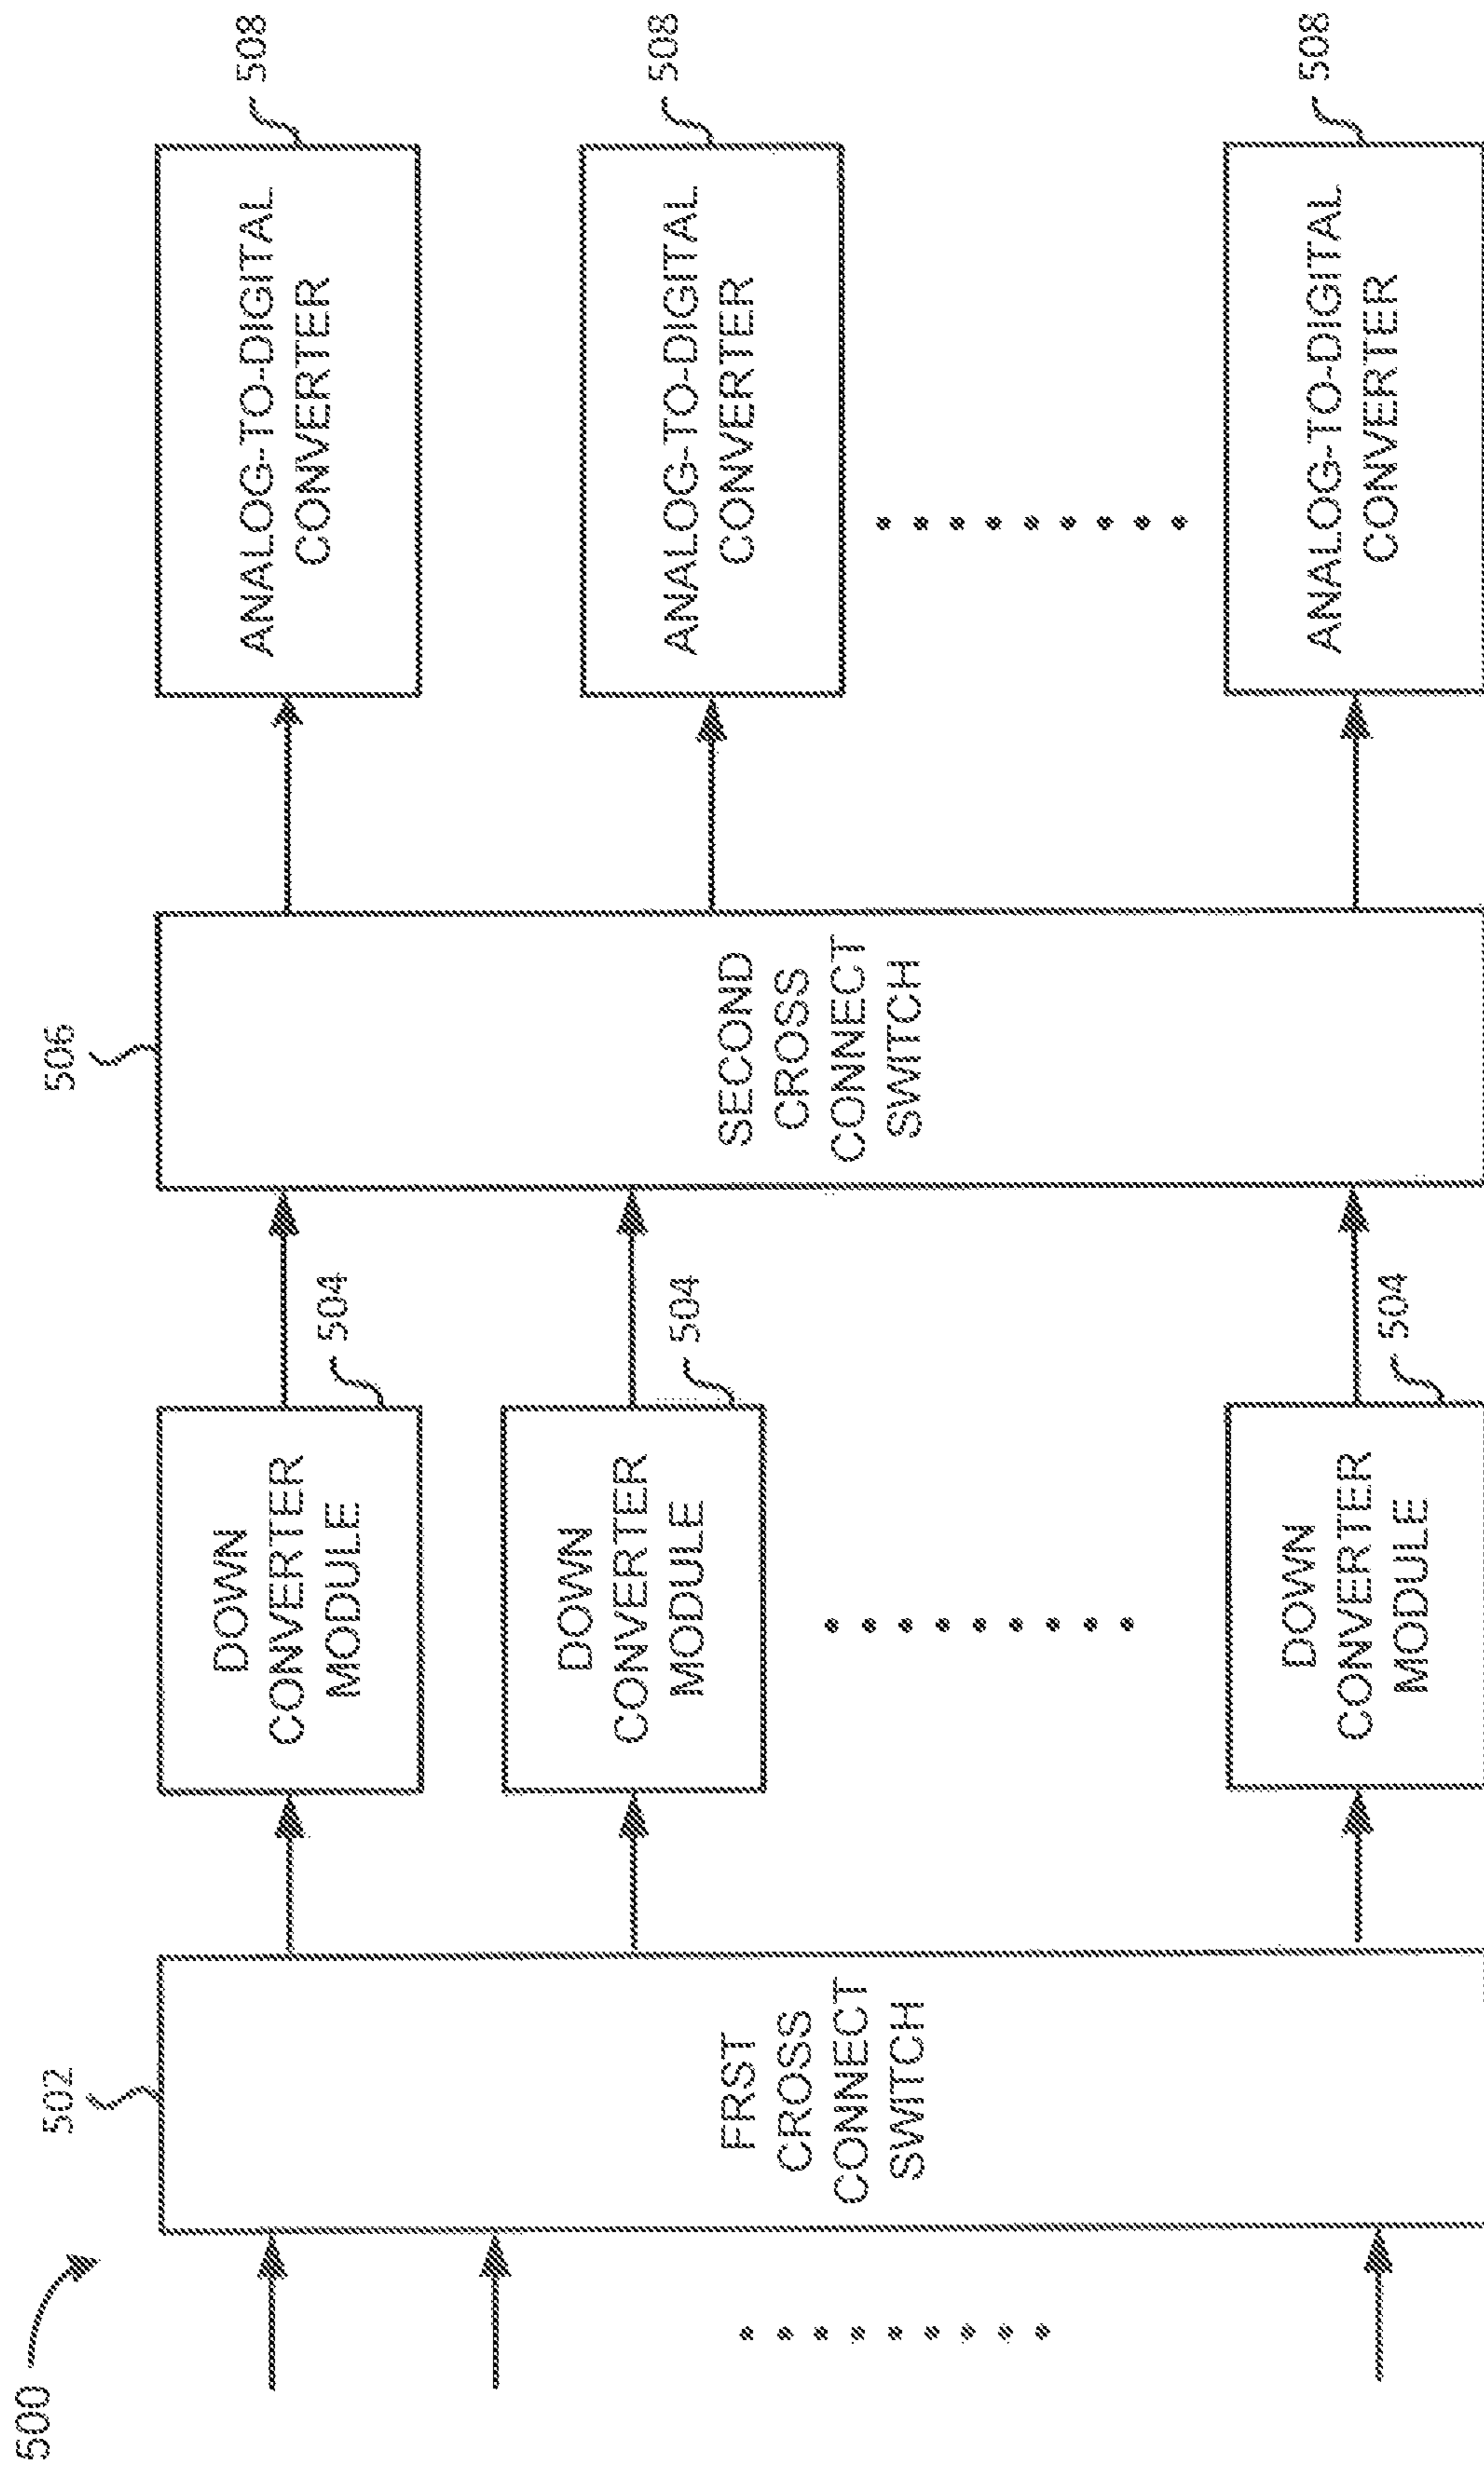 500
502
FRST
CROSS
CONNECT
SWITCH
DOWN
CONVERTER
MODULE
504
DOWN
CONVERTER
MODULE
504
DOWN
CONVERTER
MODULE
504
506
SECOND
CROSS
CONNECT
SWITCH
ANALOG-TO-DIGITAL
CONVERTER
508
ANALOG-TO-DIGITAL
CONVERTER
508
ANALOG-TO-DIGITAL
CONVERTER
508